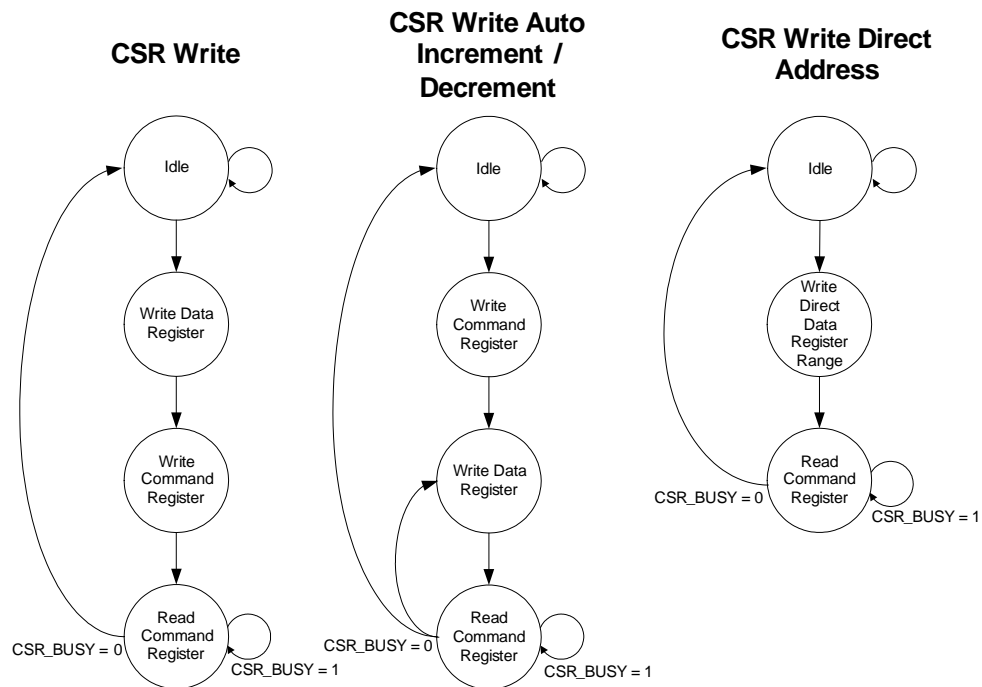 CSR Write
Idle
Write Data
Register
Write
Command
Register
Read
Command
Register
CSR_BUSY = 0
CSR_BUSY = 1
CSR Write Auto
Increment /
Decrement
Idle
Write
Command
Register
Write Data
Register
Read
Command
Register
CSR_BUSY = 0
CSR_BUSY = 1
CSR Write Direct
Address
Idle
Write
Direct
Data
Register
Range
Read
Command
Register
CSR_BUSY = 0
CSR_BUSY = 1